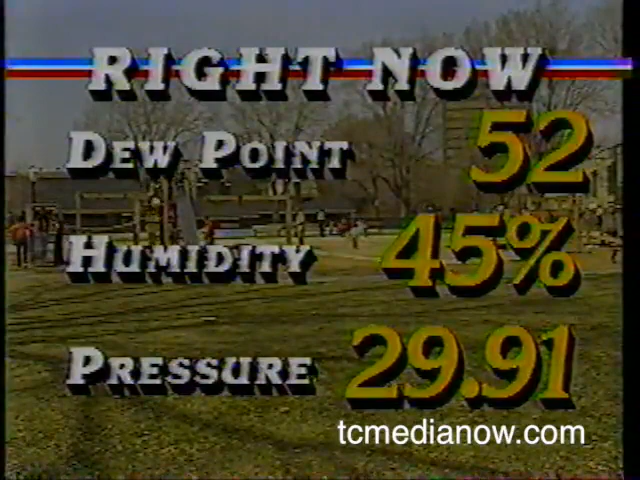 RIGHT NOW
DEW POINT 52
HUMIDITY 45%
PRESSURE 29.91
tcmedianow.com